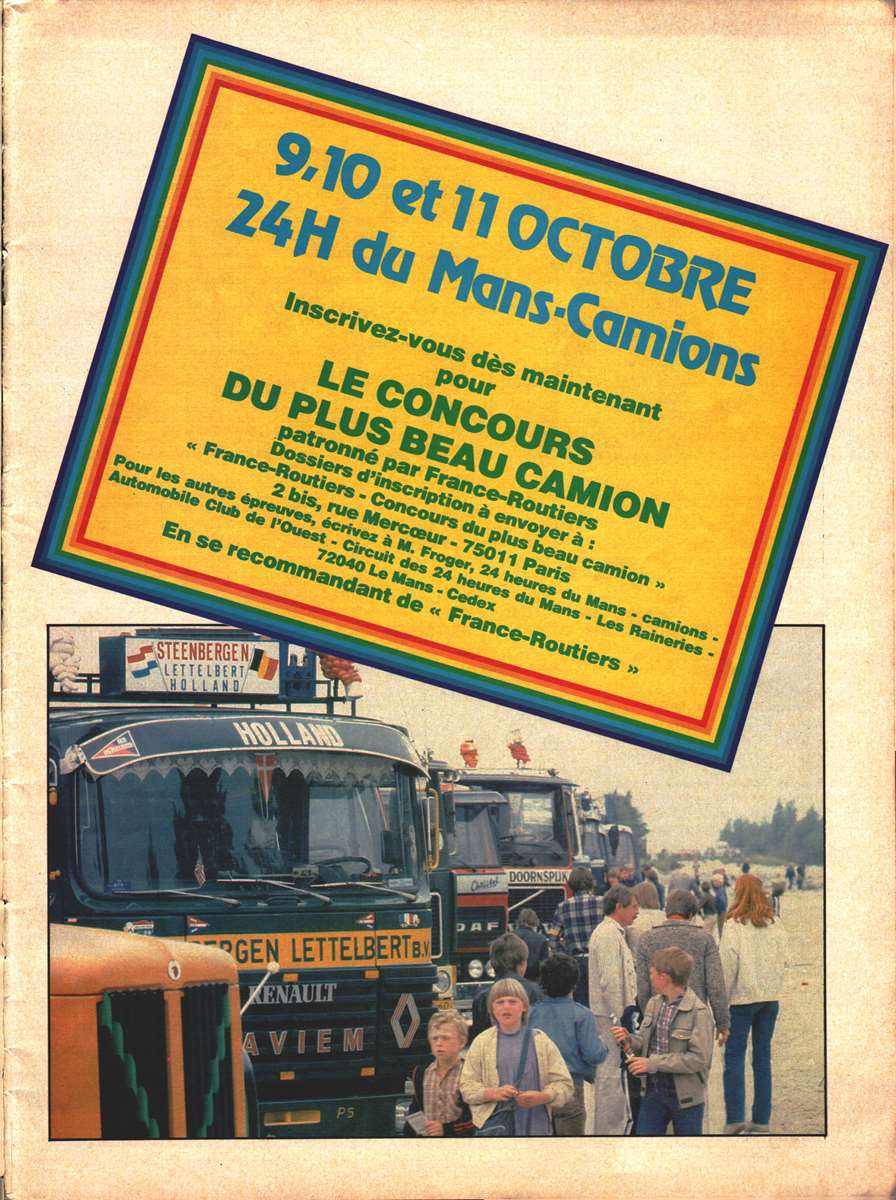 9, 10 et 11 OCTOBRE
24H du Mans-Camions
Inscrivez-vous dès maintenant
pour
LE CONCOURS
DU PLUS BEAU CAMION
patronné par France-Routiers
Dossiers d'inscription à envoyer à :
« France-Routiers - Concours du plus beau camion »
2 bis, rue Mercœur - 75011 Paris
Pour les autres épreuves, écrivez à M. Froger, 24 heures du Mans - camions -
Automobile Club de l'Ouest - Circuit des 24 heures du Mans - Les Raineries -
72040 Le Mans - Cedex
En se recommandant de « France-Routiers »
STEENBERGEN
LETTELBERT
HOLLAND
HOLLAND
Christel
DOORNSPIJK
DAF
BERGEN LETTELBERT B.V.
RENAULT
AVIEM
PS